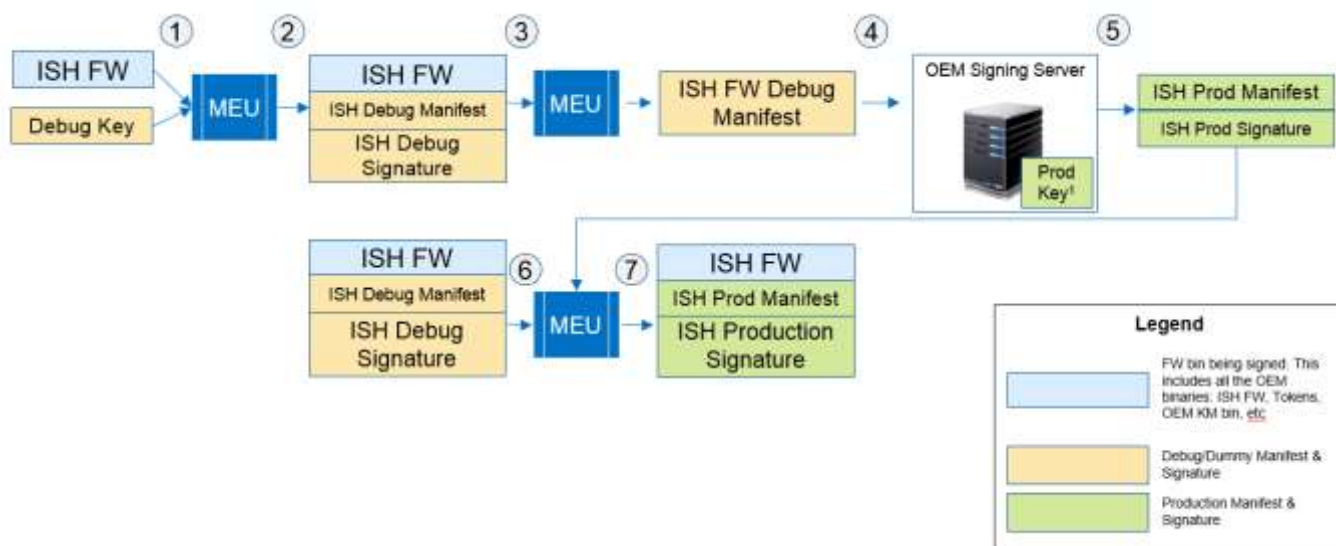 1
2
3
4
5
ISH FW
Debug Key
MEU
ISH FW
ISH Debug Manifest
ISH Debug
Signature
MEU
ISH FW Debug
Manifest
OEM Signing Server
Prod
Key¹
ISH Prod Manifest
ISH Prod Signature
ISH FW
ISH Debug Manifest
ISH Debug
Signature
6
MEU
7
ISH FW
ISH Prod Manifest
ISH Production
Signature
Legend
FW bin being signed. This
includes all the OEM
binaries: ISH FW, Tokens,
OEM KM bin, etc
Debug/Dummy Manifest &
Signature
Production Manifest &
Signature